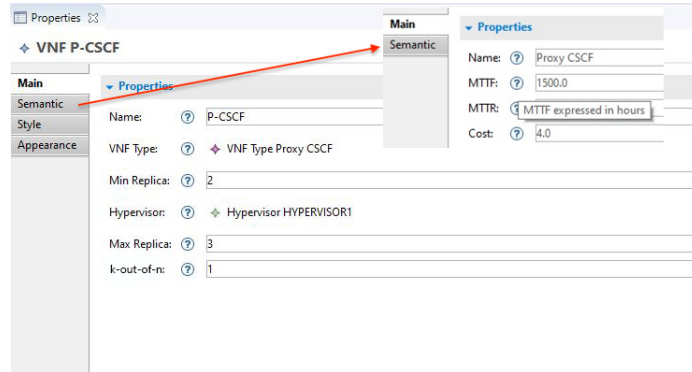 Properties
VNF P-CSCF
Main
Semantic
Style
Appearance
Properties
Name: ? P-CSCF
VNF Type: ? VNF Type Proxy CSCF
Min Replica: ? 2
Hypervisor: ? Hypervisor HYPERVISOR1
Max Replica: ? 3
k-out-of-n: ? 1
Main
Semantic
Properties
Name: ? Proxy CSCF
MTTF: ? 1500.0
MTTR:
MTTF expressed in hours
Cost: ? 4.0